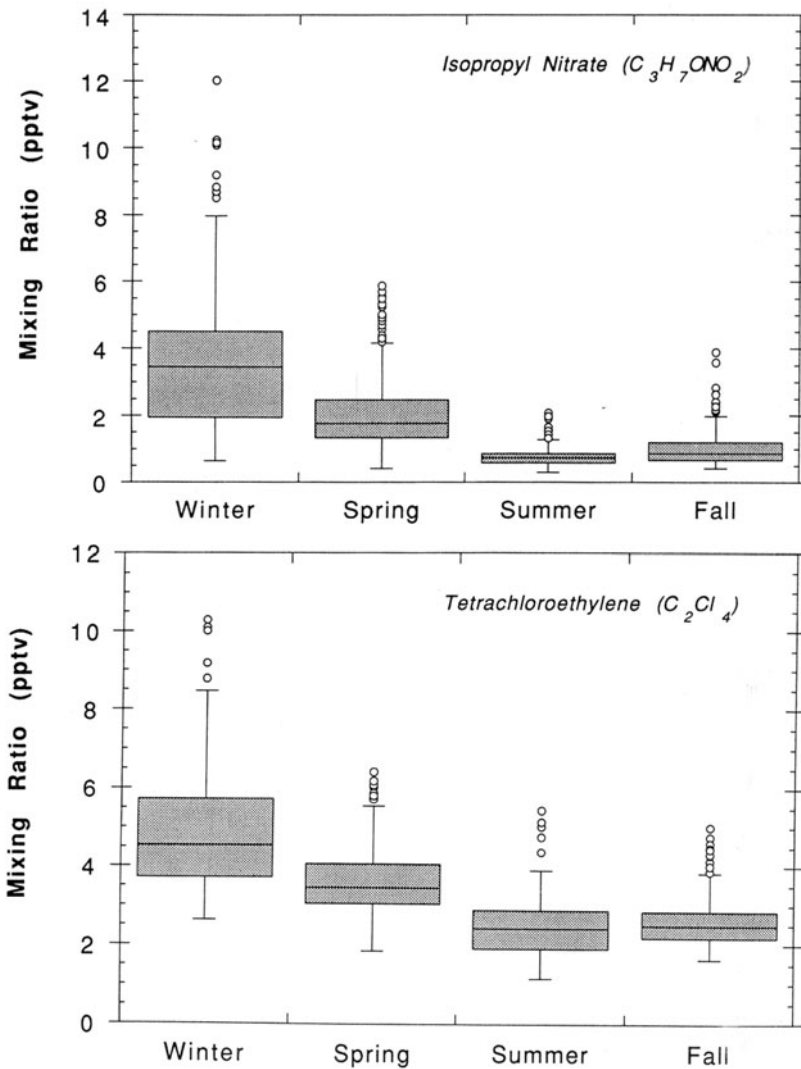 14
12
10
8
6
4
2
0
Mixing Ratio (pptv)
Isopropyl Nitrate (C3H7ONO2)
Winter Spring Summer Fall
12
10
8
6
4
2
0
Mixing Ratio (pptv)
Tetrachloroethylene (C2Cl4)
Winter Spring Summer Fall